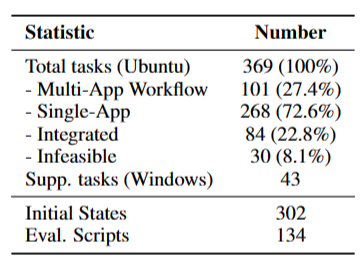 Statistic Number
Total tasks (Ubuntu) 369 (100%)
- Multi-App Workflow 101 (27.4%)
- Single-App 268 (72.6%)
- Integrated 84 (22.8%)
- Infeasible 30 (8.1%)
Supp. tasks (Windows) 43
Initial States 302
Eval. Scripts 134